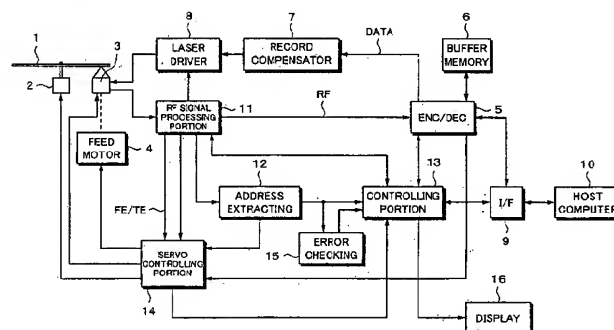 6
8
7
DATA
1
3
LASER
DRIVER
RECORD
COMPENSATOR
BUFFER
MEMORY
2
11
RF
5
RF SIGNAL
PROCESSING
PORTION
ENC/DEC
FEED
MOTOR
4
12
13
10
FE/TE
ADDRESS
EXTRACTING
CONTROLLING
PORTION
I/F
HOST
COMPUTER
9
15
ERROR
CHECKING
SERVO
CONTROLLING
PORTION
14
16
DISPLAY